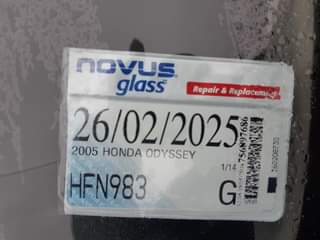 novus
glass
Repair & Replacement
26/02/2025
2005 HONDA ODYSSEY
1/14
HFN983
G